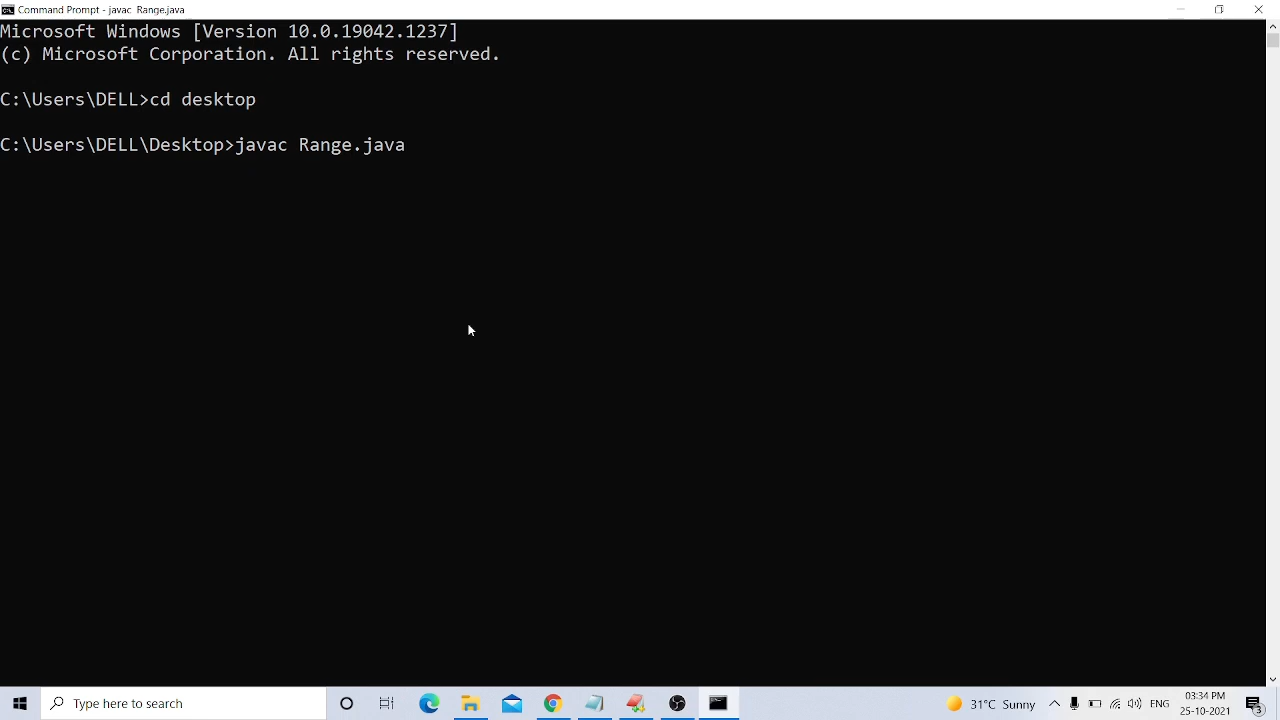 Command Prompt - javac Range.java
Microsoft Windows [Version 10.0.19042.1237]
(c) Microsoft Corporation. All rights reserved.
C:\Users\DELL>cd desktop
C:\Users\DELL\Desktop>javac Range.java
Type here to search
31°C Sunny
ENG
03:34 PM
25-10-2021
3